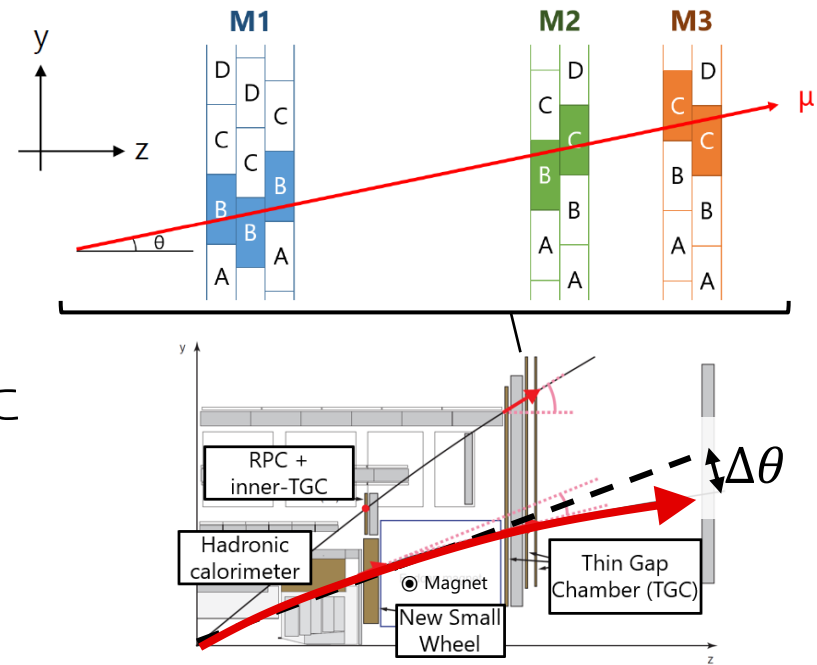 M1
M2
M3
y
z
θ
μ
D
C
B
A
D
C
B
C
B
A
C
B
A
D
C
B
A
C
B
A
D
C
B
A
y
RPC +
inner-TGC
Hadronic
calorimeter
Magnet
New Small
Wheel
Thin Gap
Chamber (TGC)
Δθ
z